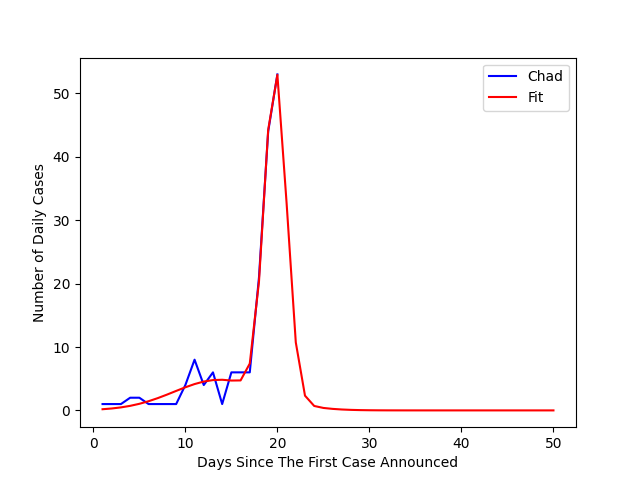 Chad
Fit
50
40
30
20
10
0
Number of Daily Cases
0 10 20 30 40 50
Days Since The First Case Announced